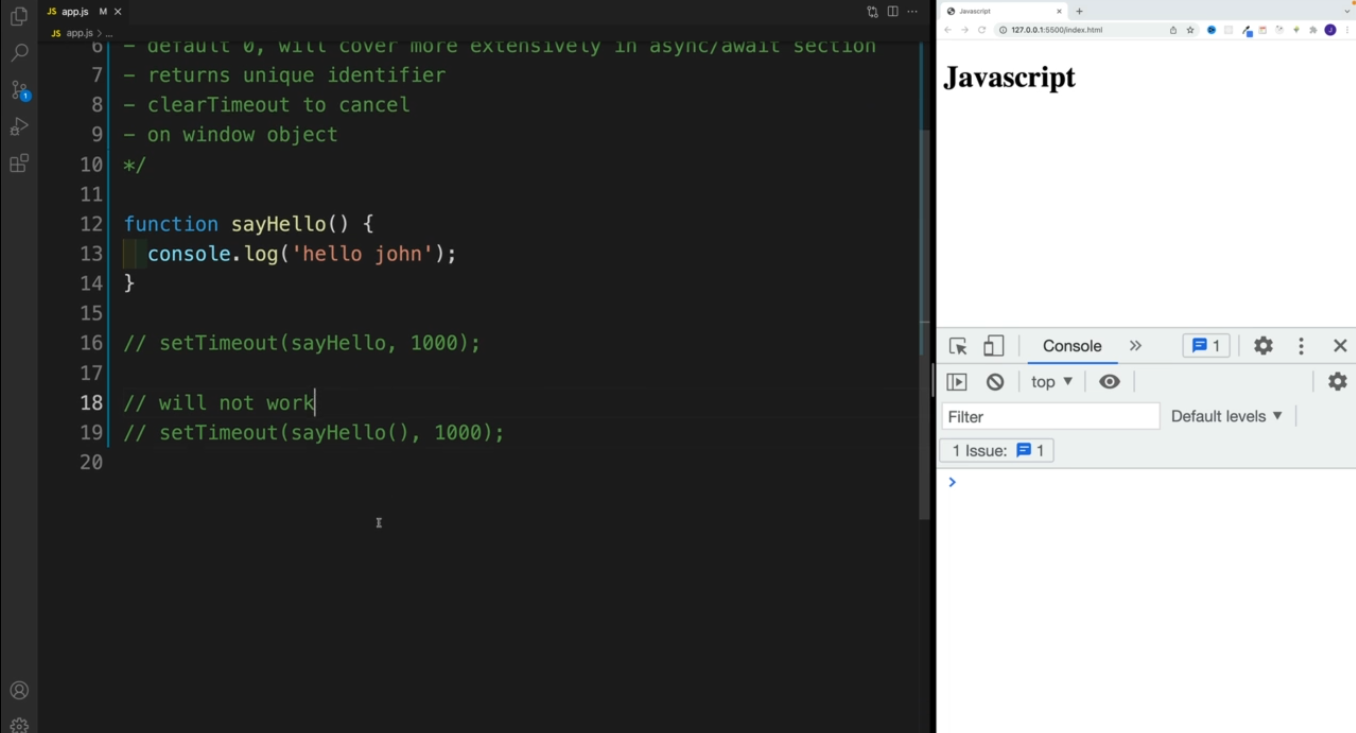 JS app.js M ×
JS app.js > ...
6 - default 0, will cover more extensively in async/await section
7 - returns unique identifier
8 - clearTimeout to cancel
9 - on window object
10 */
11
12 function sayHello() {
13 console.log('hello john');
14 }
15
16 // setTimeout(sayHello, 1000);
17
18 // will not work
19 // setTimeout(sayHello(), 1000);
20
1
Javascript
127.0.0.1:5500/index.html
J
Javascript
Console » 1
top ▼
Filter Default levels ▼
1 Issue: 1
>